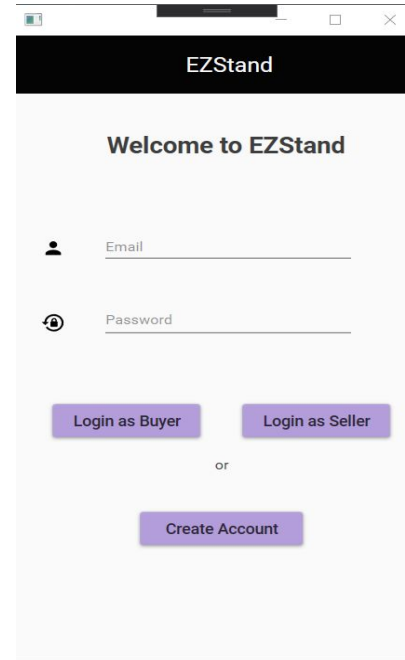 EZStand
Welcome to EZStand
Email
Password
Login as Buyer Login as Seller
or
Create Account